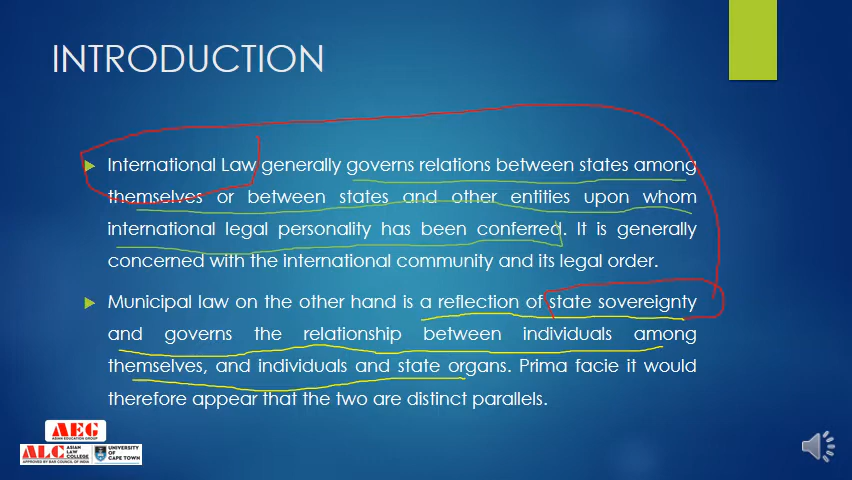 INTRODUCTION
International Law generally governs relations between states among
themselves or between states and other entities upon whom
international legal personality has been conferred. It is generally
concerned with the international community and its legal order.
Municipal law on the other hand is a reflection of state sovereignty
and governs the relationship between individuals among
themselves, and individuals and state organs. Prima facie it would
therefore appear that the two are distinct parallels.
AEG
ASIAN EDUCATION GROUP
ALC ASIAN LAW COLLEGE
APPROVED BY BAR COUNCIL OF INDIA
UNIVERSITY OF CAPE TOWN